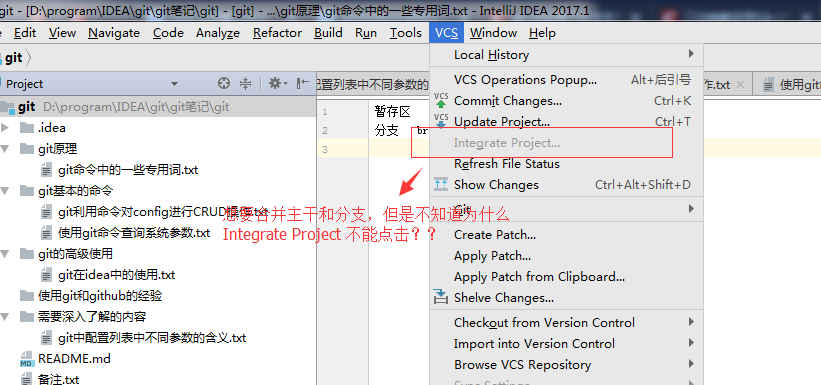 git - [D:\program\IDEA\git\git笔记\git] - [git] - ...\git原理\git命令中的一些专用词.txt - IntelliJ IDEA 2017.1
Edit View Navigate Code Analyze Refactor Build Run Tools VCS Window Help
git
Project
配置列表中不同参数的
作.txt
使用gith
git D:\program\IDEA\git\git笔记\git
.idea
git原理
git命令中的一些专用词.txt
git基本的命令
git利用命令对config进行CRUD操作.txt
使用git命令查询系统参数.txt
git的高级使用
git在idea中的使用.txt
使用git和github的经验
需要深入了解的内容
git中配置列表中不同参数的含义.txt
README.md
备注.txt
1 暂存区
2 分支 br
3
Local History
VCS Operations Popup... Alt+后引号
Commit Changes... Ctrl+K
Update Project... Ctrl+T
Integrate Project...
Refresh File Status
Show Changes Ctrl+Alt+Shift+D
Git
Create Patch...
Apply Patch...
Apply Patch from Clipboard...
Shelve Changes...
Checkout from Version Control
Import into Version Control
Browse VCS Repository
Sync Settings
想要合并主干和分支，但是不知道为什么
Integrate Project 不能点击？？